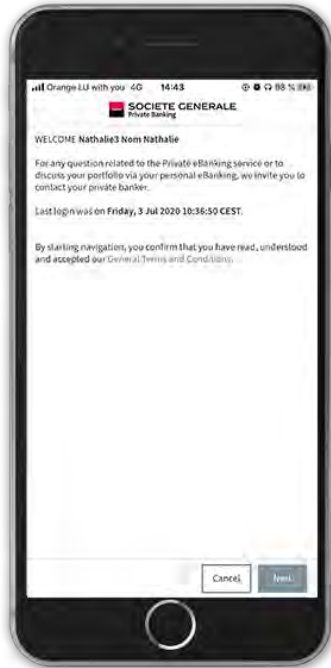 Orange LU with you 4G 14:43 98 %
SOCIETE GENERALE
Private Banking
WELCOME Nathalie3 Nom Nathalie
For any question related to the Private eBanking service or to
discuss your portfolio via your personal eBanking, we invite you to
contact your private banker.
Last login was on Friday, 3 Jul 2020 10:36:50 CEST.
By starting navigation, you confirm that you have read, understood
and accepted our General Terms and Conditions.
Cancel Next